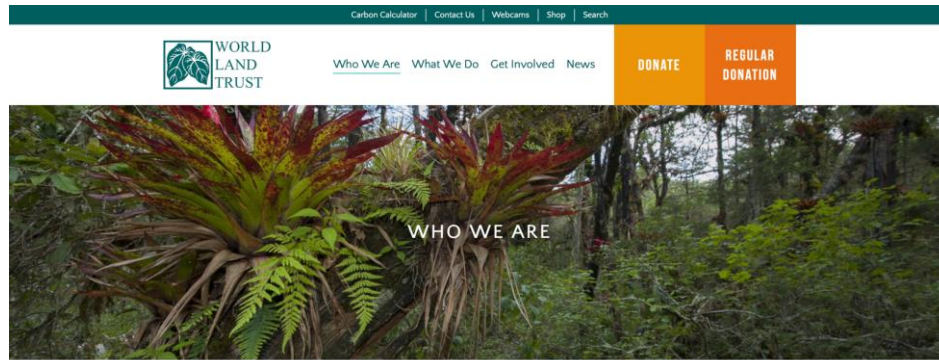 Carbon Calculator | Contact Us | Webcams | Shop | Search
WORLD
LAND
TRUST
Who We Are What We Do Get Involved News
DONATE
REGULAR
DONATION
WHO WE ARE